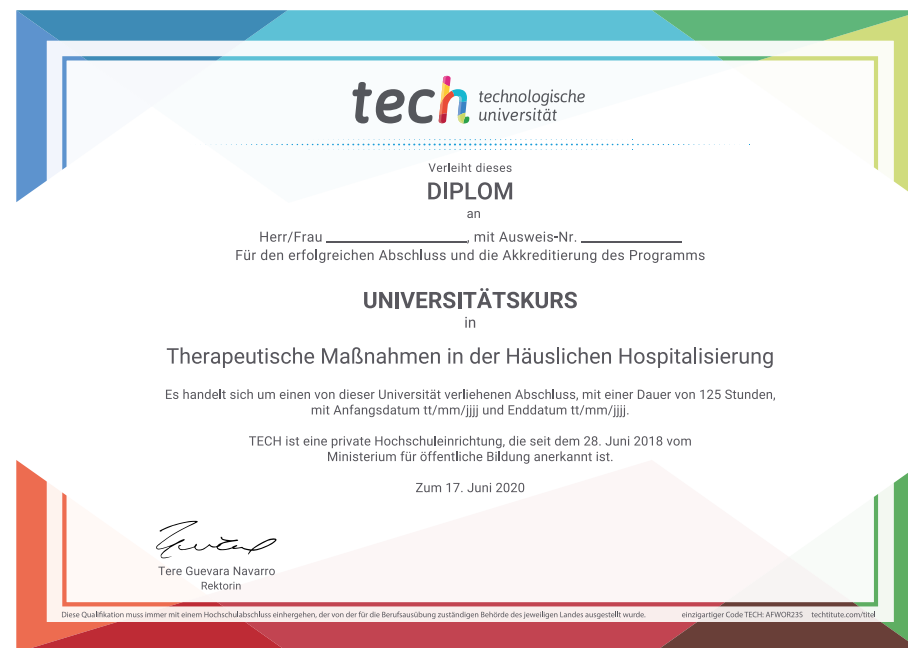 tech technologische
universität
Verleiht dieses
DIPLOM
an
Herr/Frau ____________________, mit Ausweis-Nr. ______________
Für den erfolgreichen Abschluss und die Akkreditierung des Programms
UNIVERSITÄTSKURS
in
Therapeutische Maßnahmen in der Häuslichen Hospitalisierung
Es handelt sich um einen von dieser Universität verliehenen Abschluss, mit einer Dauer von 125 Stunden,
mit Anfangsdatum tt/mm/jjjj und Enddatum tt/mm/jjjj.
TECH ist eine private Hochschuleinrichtung, die seit dem 28. Juni 2018 vom
Ministerium für öffentliche Bildung anerkannt ist.
Zum 17. Juni 2020
Tere Guevara Navarro
Rektorin
Diese Qualifikation muss immer mit einem Hochschulabschluss einhergehen, der von der für die Berufsausübung zuständigen Behörde des jeweiligen Landes ausgestellt wurde. einzigartiger Code TECH: AFWOR23S techtitute.com/titel